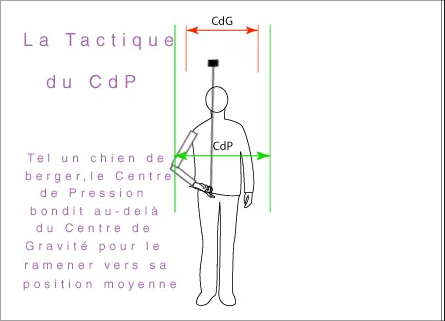 CdG
La Tactique
du CdP
CdP
Tel un chien de
berger,le Centre
de Pression
bondit au-delà
du Centre de
Gravité pour le
ramener vers sa
position moyenne